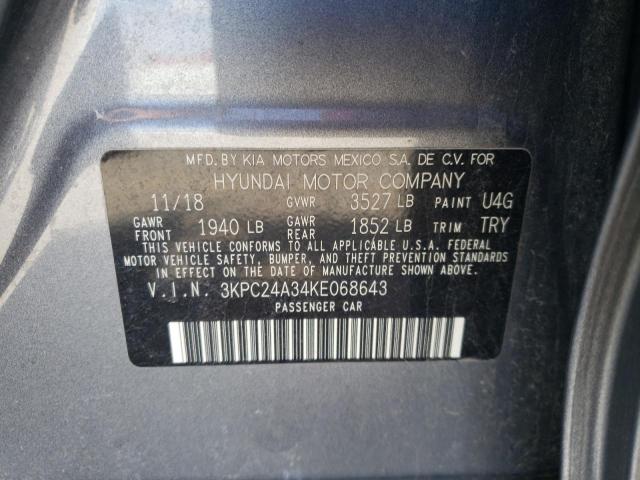 MFD. BY KIA MOTORS MEXICO S.A. DE C.V. FOR
HYUNDAI MOTOR COMPANY
11/18 GVWR 3527 LB PAINT U4G
GAWR FRONT 1940 LB GAWR REAR 1852 LB TRIM TRY
THIS VEHICLE CONFORMS TO ALL APPLICABLE U.S.A. FEDERAL
MOTOR VEHICLE SAFETY, BUMPER, AND THEFT PREVENTION
STANDARDS IN EFFECT ON THE DATE OF MANUFACTURE SHOWN ABOVE.
V.I.N. 3KPC24A34KE068643
PASSENGER CAR